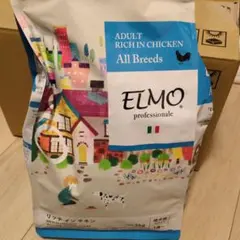 ADULT
RICH IN CHICKEN
All Breeds
ELMO
professionale
リッチ イン チキン